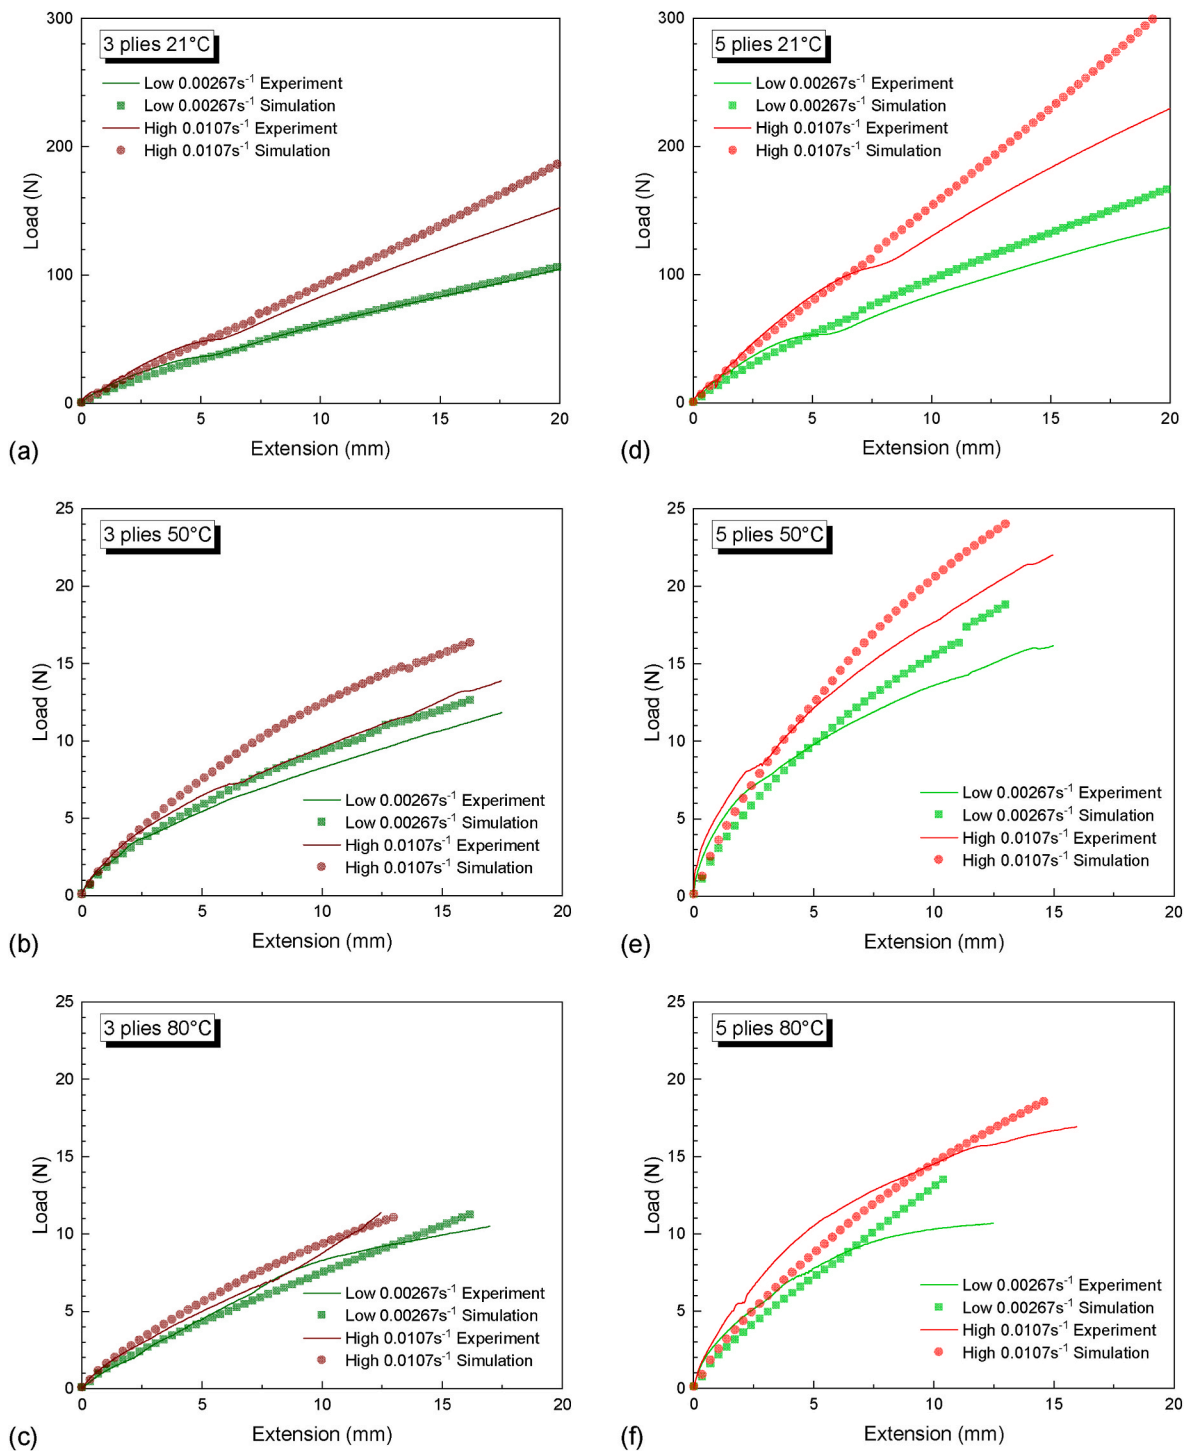 3 plies 21°C
Low 0.00267s⁻¹ Experiment
Low 0.00267s⁻¹ Simulation
High 0.0107s⁻¹ Experiment
High 0.0107s⁻¹ Simulation
300
200
100
0
Load (N)
0 5 10 15 20
Extension (mm)
(a)
5 plies 21°C
Low 0.00267s⁻¹ Experiment
Low 0.00267s⁻¹ Simulation
High 0.0107s⁻¹ Experiment
High 0.0107s⁻¹ Simulation
300
200
100
0
Load (N)
0 5 10 15 20
Extension (mm)
(d)
3 plies 50°C
25
20
15
10
5
0
Load (N)
Low 0.00267s⁻¹ Experiment
Low 0.00267s⁻¹ Simulation
High 0.0107s⁻¹ Experiment
High 0.0107s⁻¹ Simulation
0 5 10 15 20
Extension (mm)
(b)
5 plies 50°C
25
20
15
10
5
0
Load (N)
Low 0.00267s⁻¹ Experiment
Low 0.00267s⁻¹ Simulation
High 0.0107s⁻¹ Experiment
High 0.0107s⁻¹ Simulation
0 5 10 15 20
Extension (mm)
(e)
3 plies 80°C
25
20
15
10
5
0
Load (N)
Low 0.00267s⁻¹ Experiment
Low 0.00267s⁻¹ Simulation
High 0.0107s⁻¹ Experiment
High 0.0107s⁻¹ Simulation
0 5 10 15 20
Extension (mm)
(c)
5 plies 80°C
25
20
15
10
5
0
Load (N)
Low 0.00267s⁻¹ Experiment
Low 0.00267s⁻¹ Simulation
High 0.0107s⁻¹ Experiment
High 0.0107s⁻¹ Simulation
0 5 10 15 20
Extension (mm)
(f)